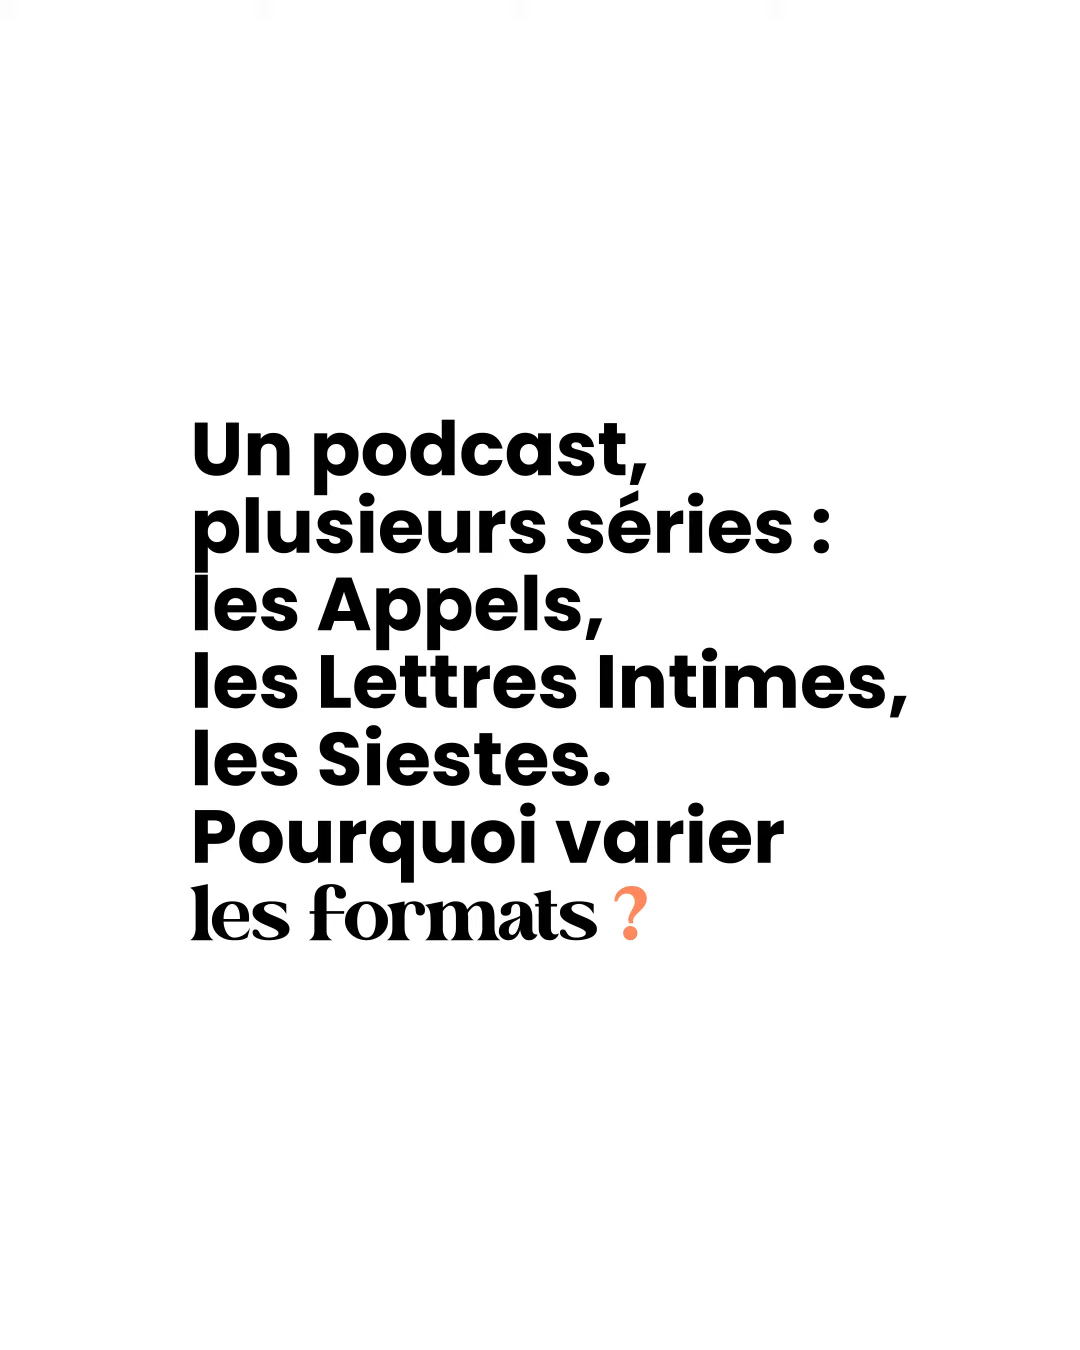 Un podcast,
plusieurs séries :
les Appels,
les Lettres Intimes,
les Siestes.
Pourquoi varier
les formats ?